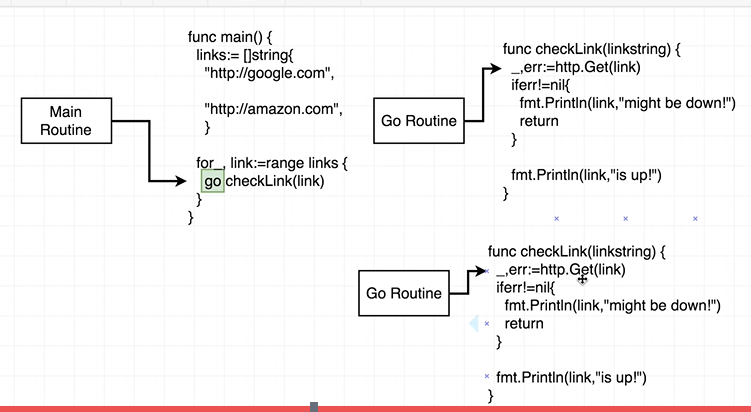 func main() {
links:= []string{
"http://google.com",
"http://amazon.com",
}
for_, link:=range links {
go checkLink(link)
}
}
Main
Routine
Go Routine
func checkLink(linkstring) {
_,err:=http.Get(link)
iferr!=nil{
fmt.Println(link,"might be down!")
return
}
fmt.Println(link,"is up!")
}
Go Routine
func checkLink(linkstring) {
_,err:=http.Get(link)
iferr!=nil{
fmt.Println(link,"might be down!")
return
}
fmt.Println(link,"is up!")
}